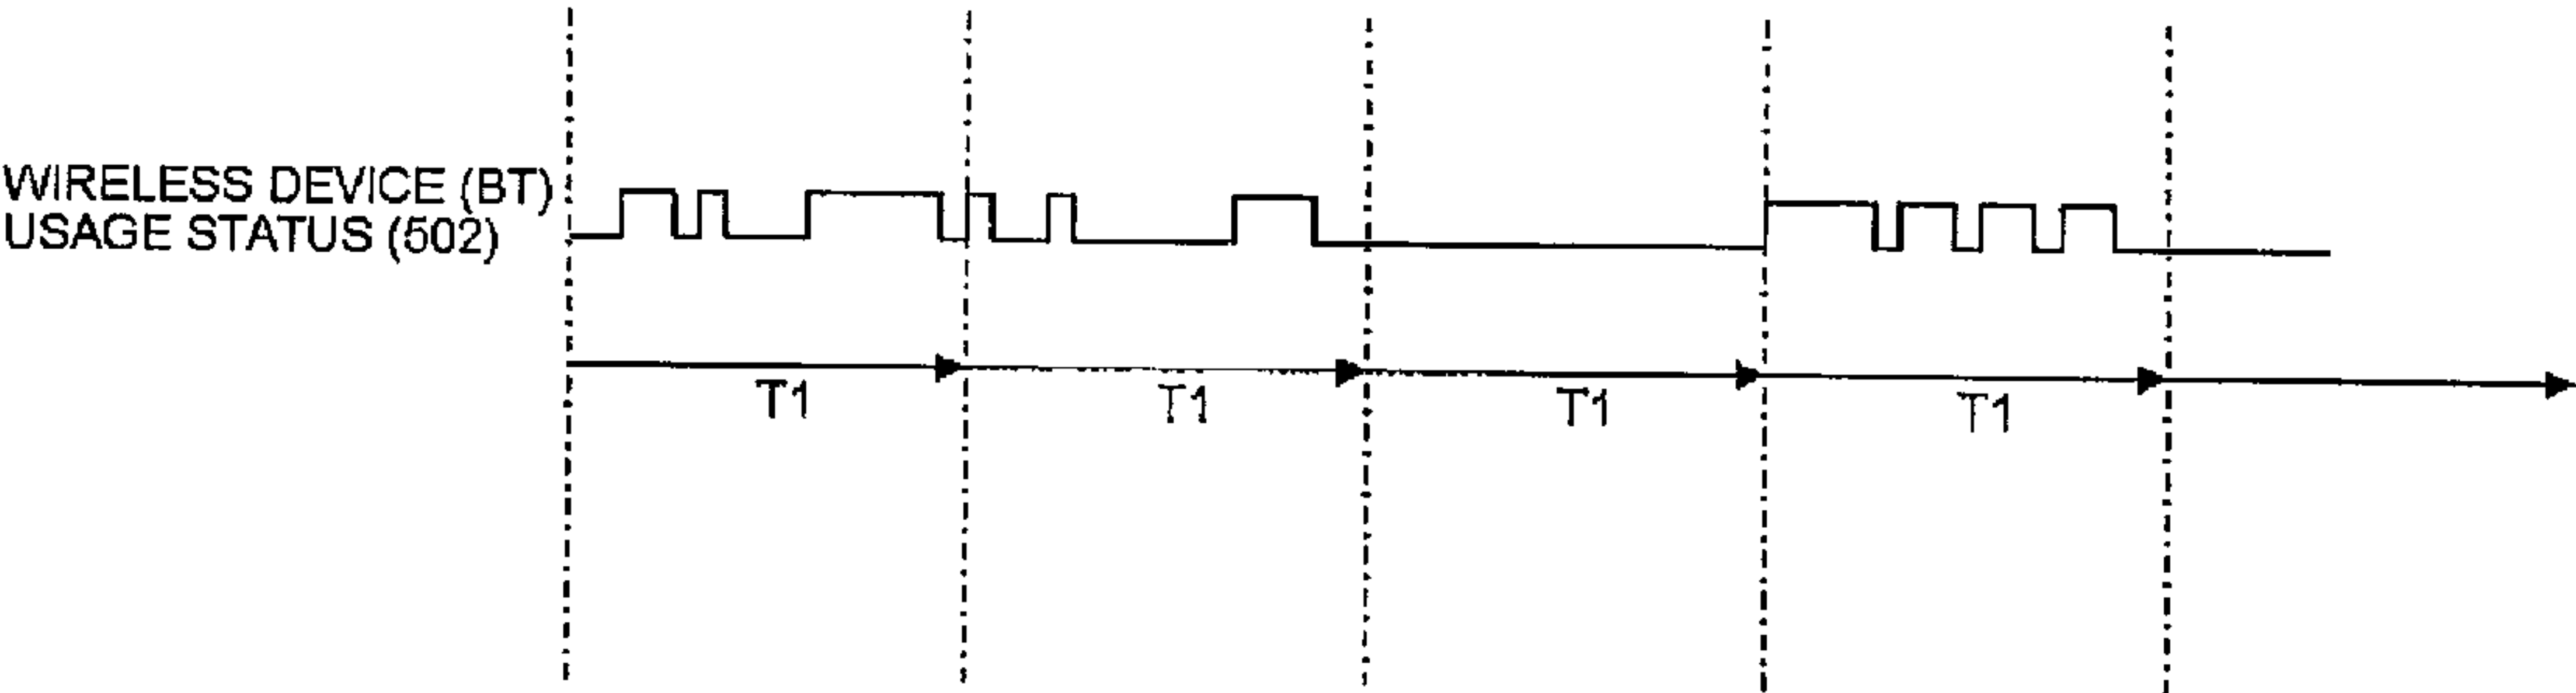 WIRELESS DEVICE (BT)
USAGE STATUS (502)
T1
T1
T1
T1